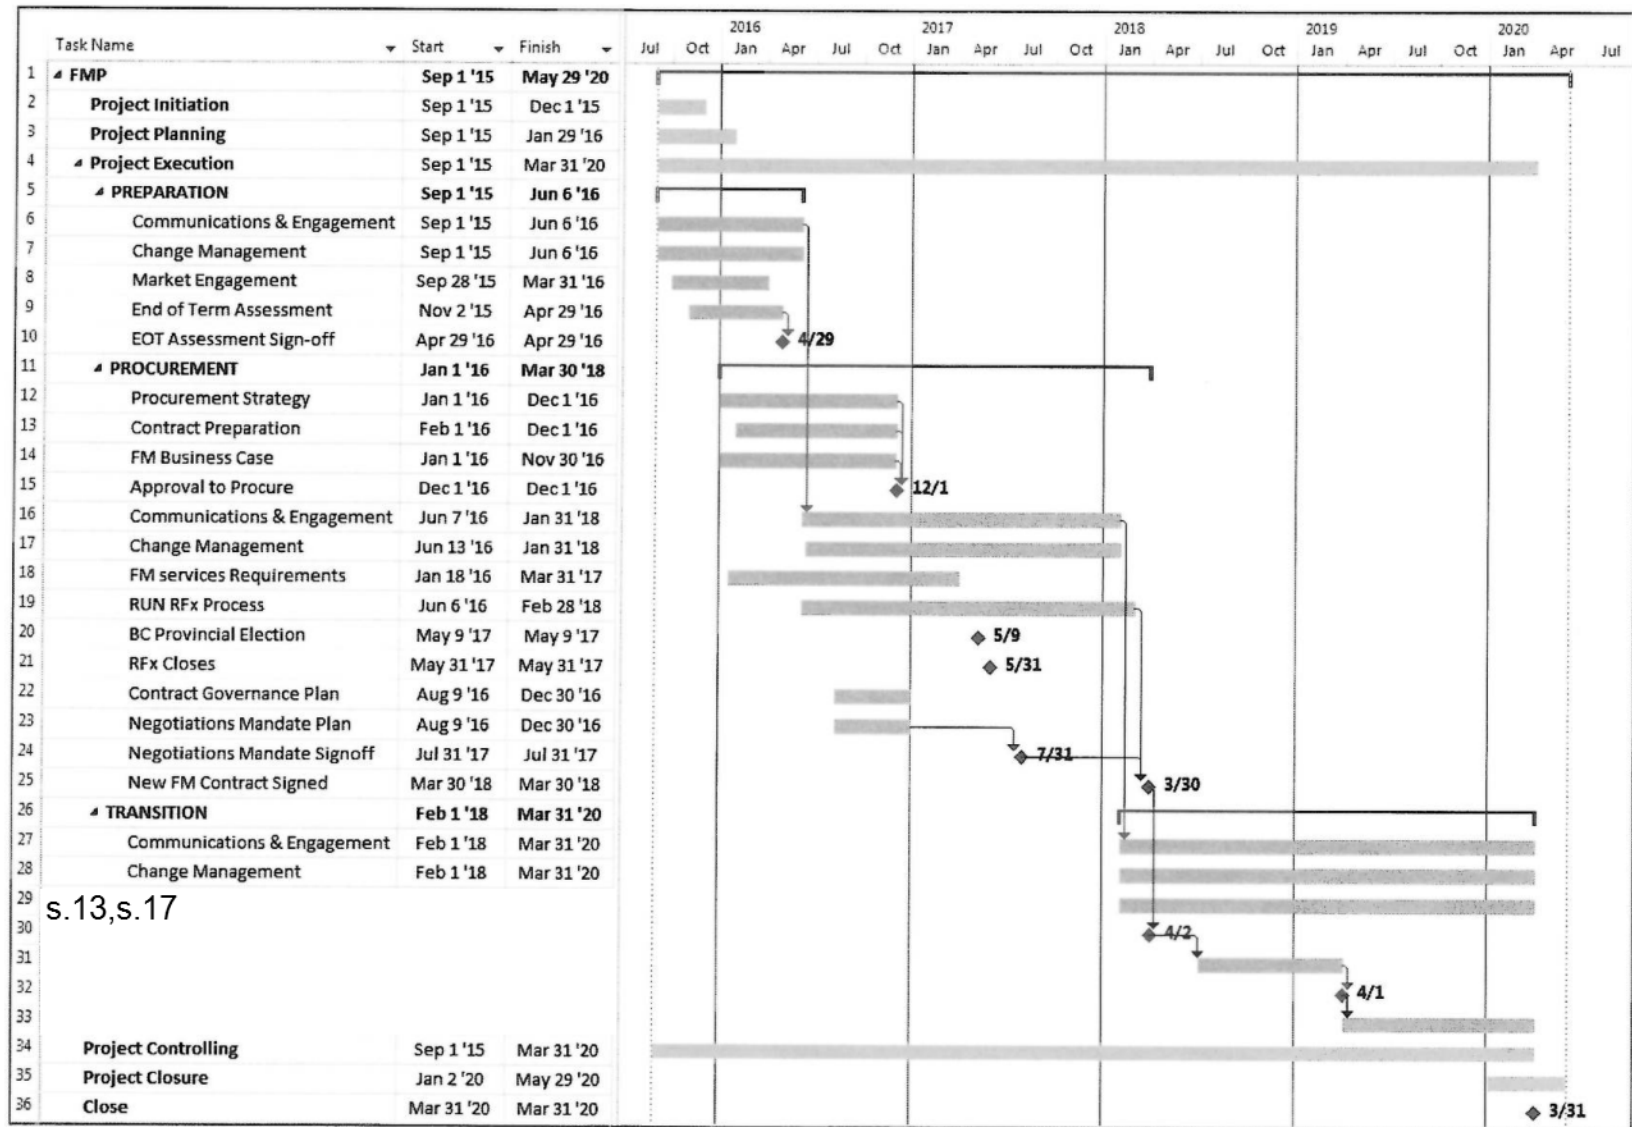 2016 2017 2018 2019 2020
Task Name Start Finish Jul Oct Jan Apr Jul Oct Jan Apr Jul Oct Jan Apr Jul Oct Jan Apr Jul Oct Jan Apr Jul
1 FMP Sep 1 '15 May 29 '20
2 Project Initiation Sep 1 '15 Dec 1 '15
3 Project Planning Sep 1 '15 Jan 29 '16
4 Project Execution Sep 1 '15 Mar 31 '20
5 PREPARATION Sep 1 '15 Jun 6 '16
6 Communications & Engagement Sep 1 '15 Jun 6 '16
7 Change Management Sep 1 '15 Jun 6 '16
8 Market Engagement Sep 28 '15 Mar 31 '16
9 End of Term Assessment Nov 2 '15 Apr 29 '16
10 EOT Assessment Sign-off Apr 29 '16 Apr 29 '16 4/29
11 PROCUREMENT Jan 1 '16 Mar 30 '18
12 Procurement Strategy Jan 1 '16 Dec 1 '16
13 Contract Preparation Feb 1 '16 Dec 1 '16
14 FM Business Case Jan 1 '16 Nov 30 '16
15 Approval to Procure Dec 1 '16 Dec 1 '16 12/1
16 Communications & Engagement Jun 7 '16 Jan 31 '18
17 Change Management Jun 13 '16 Jan 31 '18
18 FM services Requirements Jan 18 '16 Mar 31 '17
19 RUN RFx Process Jun 6 '16 Feb 28 '18
20 BC Provincial Election May 9 '17 May 9 '17 5/9
21 RFx Closes May 31 '17 May 31 '17 5/31
22 Contract Governance Plan Aug 9 '16 Dec 30 '16
23 Negotiations Mandate Plan Aug 9 '16 Dec 30 '16
24 Negotiations Mandate Signoff Jul 31 '17 Jul 31 '17 7/31
25 New FM Contract Signed Mar 30 '18 Mar 30 '18 3/30
26 TRANSITION Feb 1 '18 Mar 31 '20
27 Communications & Engagement Feb 1 '18 Mar 31 '20
28 Change Management Feb 1 '18 Mar 31 '20
29 s.13,s.17
30 4/2
31
32 4/1
33
34 Project Controlling Sep 1 '15 Mar 31 '20
35 Project Closure Jan 2 '20 May 29 '20
36 Close Mar 31 '20 Mar 31 '20 3/31